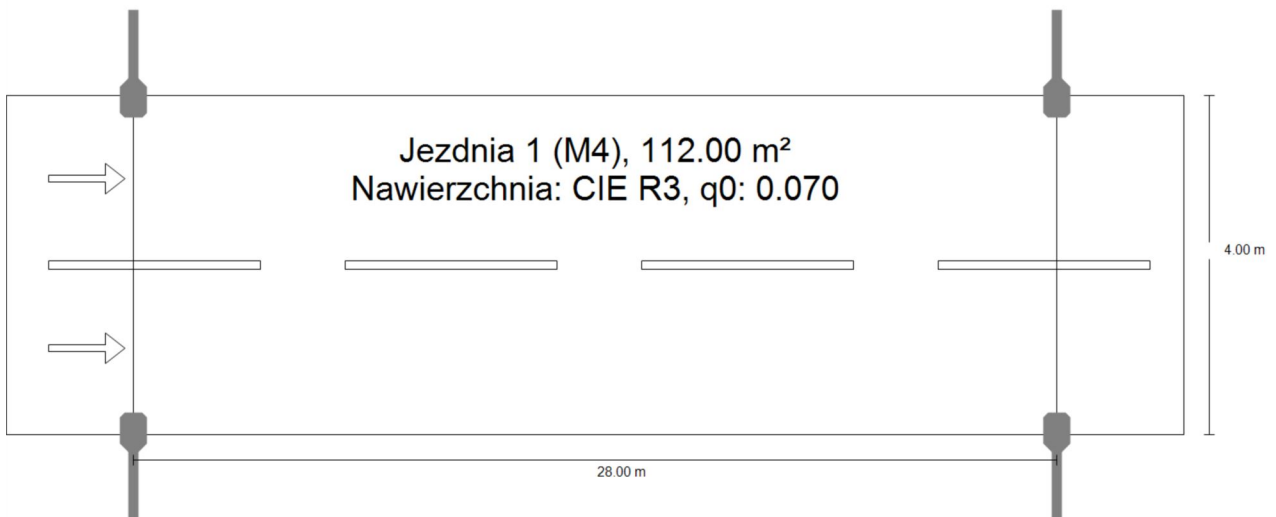 Jezdnia 1 (M4), 112.00 m²
Nawierzchnia: CIE R3, q0: 0.070
4.00 m
28.00 m